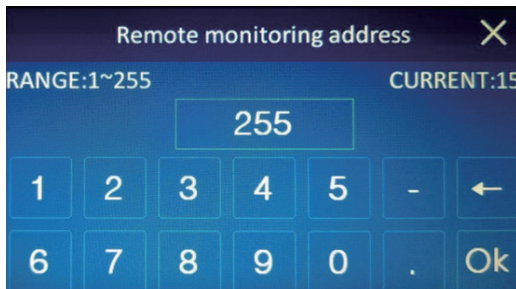 Remote monitoring address ×
RANGE:1~255 CURRENT:15
255
1 2 3 4 5 - ←
6 7 8 9 0 . Ok